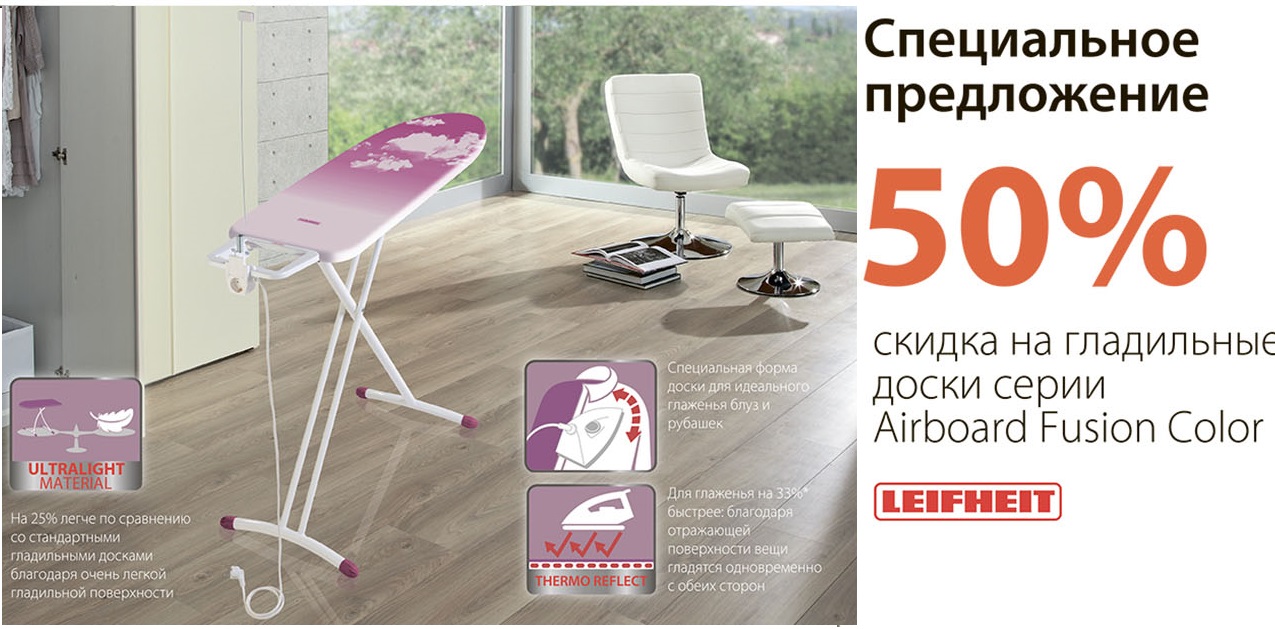 Специальное
предложение
50%
скидка на гладильные
доски серии
Airboard Fusion Color
LEIFHEIT
ULTRALIGHT
MATERIAL
На 25% легче по сравнению
со стандартными
гладильными досками
благодаря очень легкой
гладильной поверхности
Специальная форма
доски для идеального
глаженья блуз и
рубашек
THERMO REFLECT
Для глаженья на 33%*
быстрее: благодаря
отражающей
поверхности вещи
гладятся одновременно
с обеих сторон